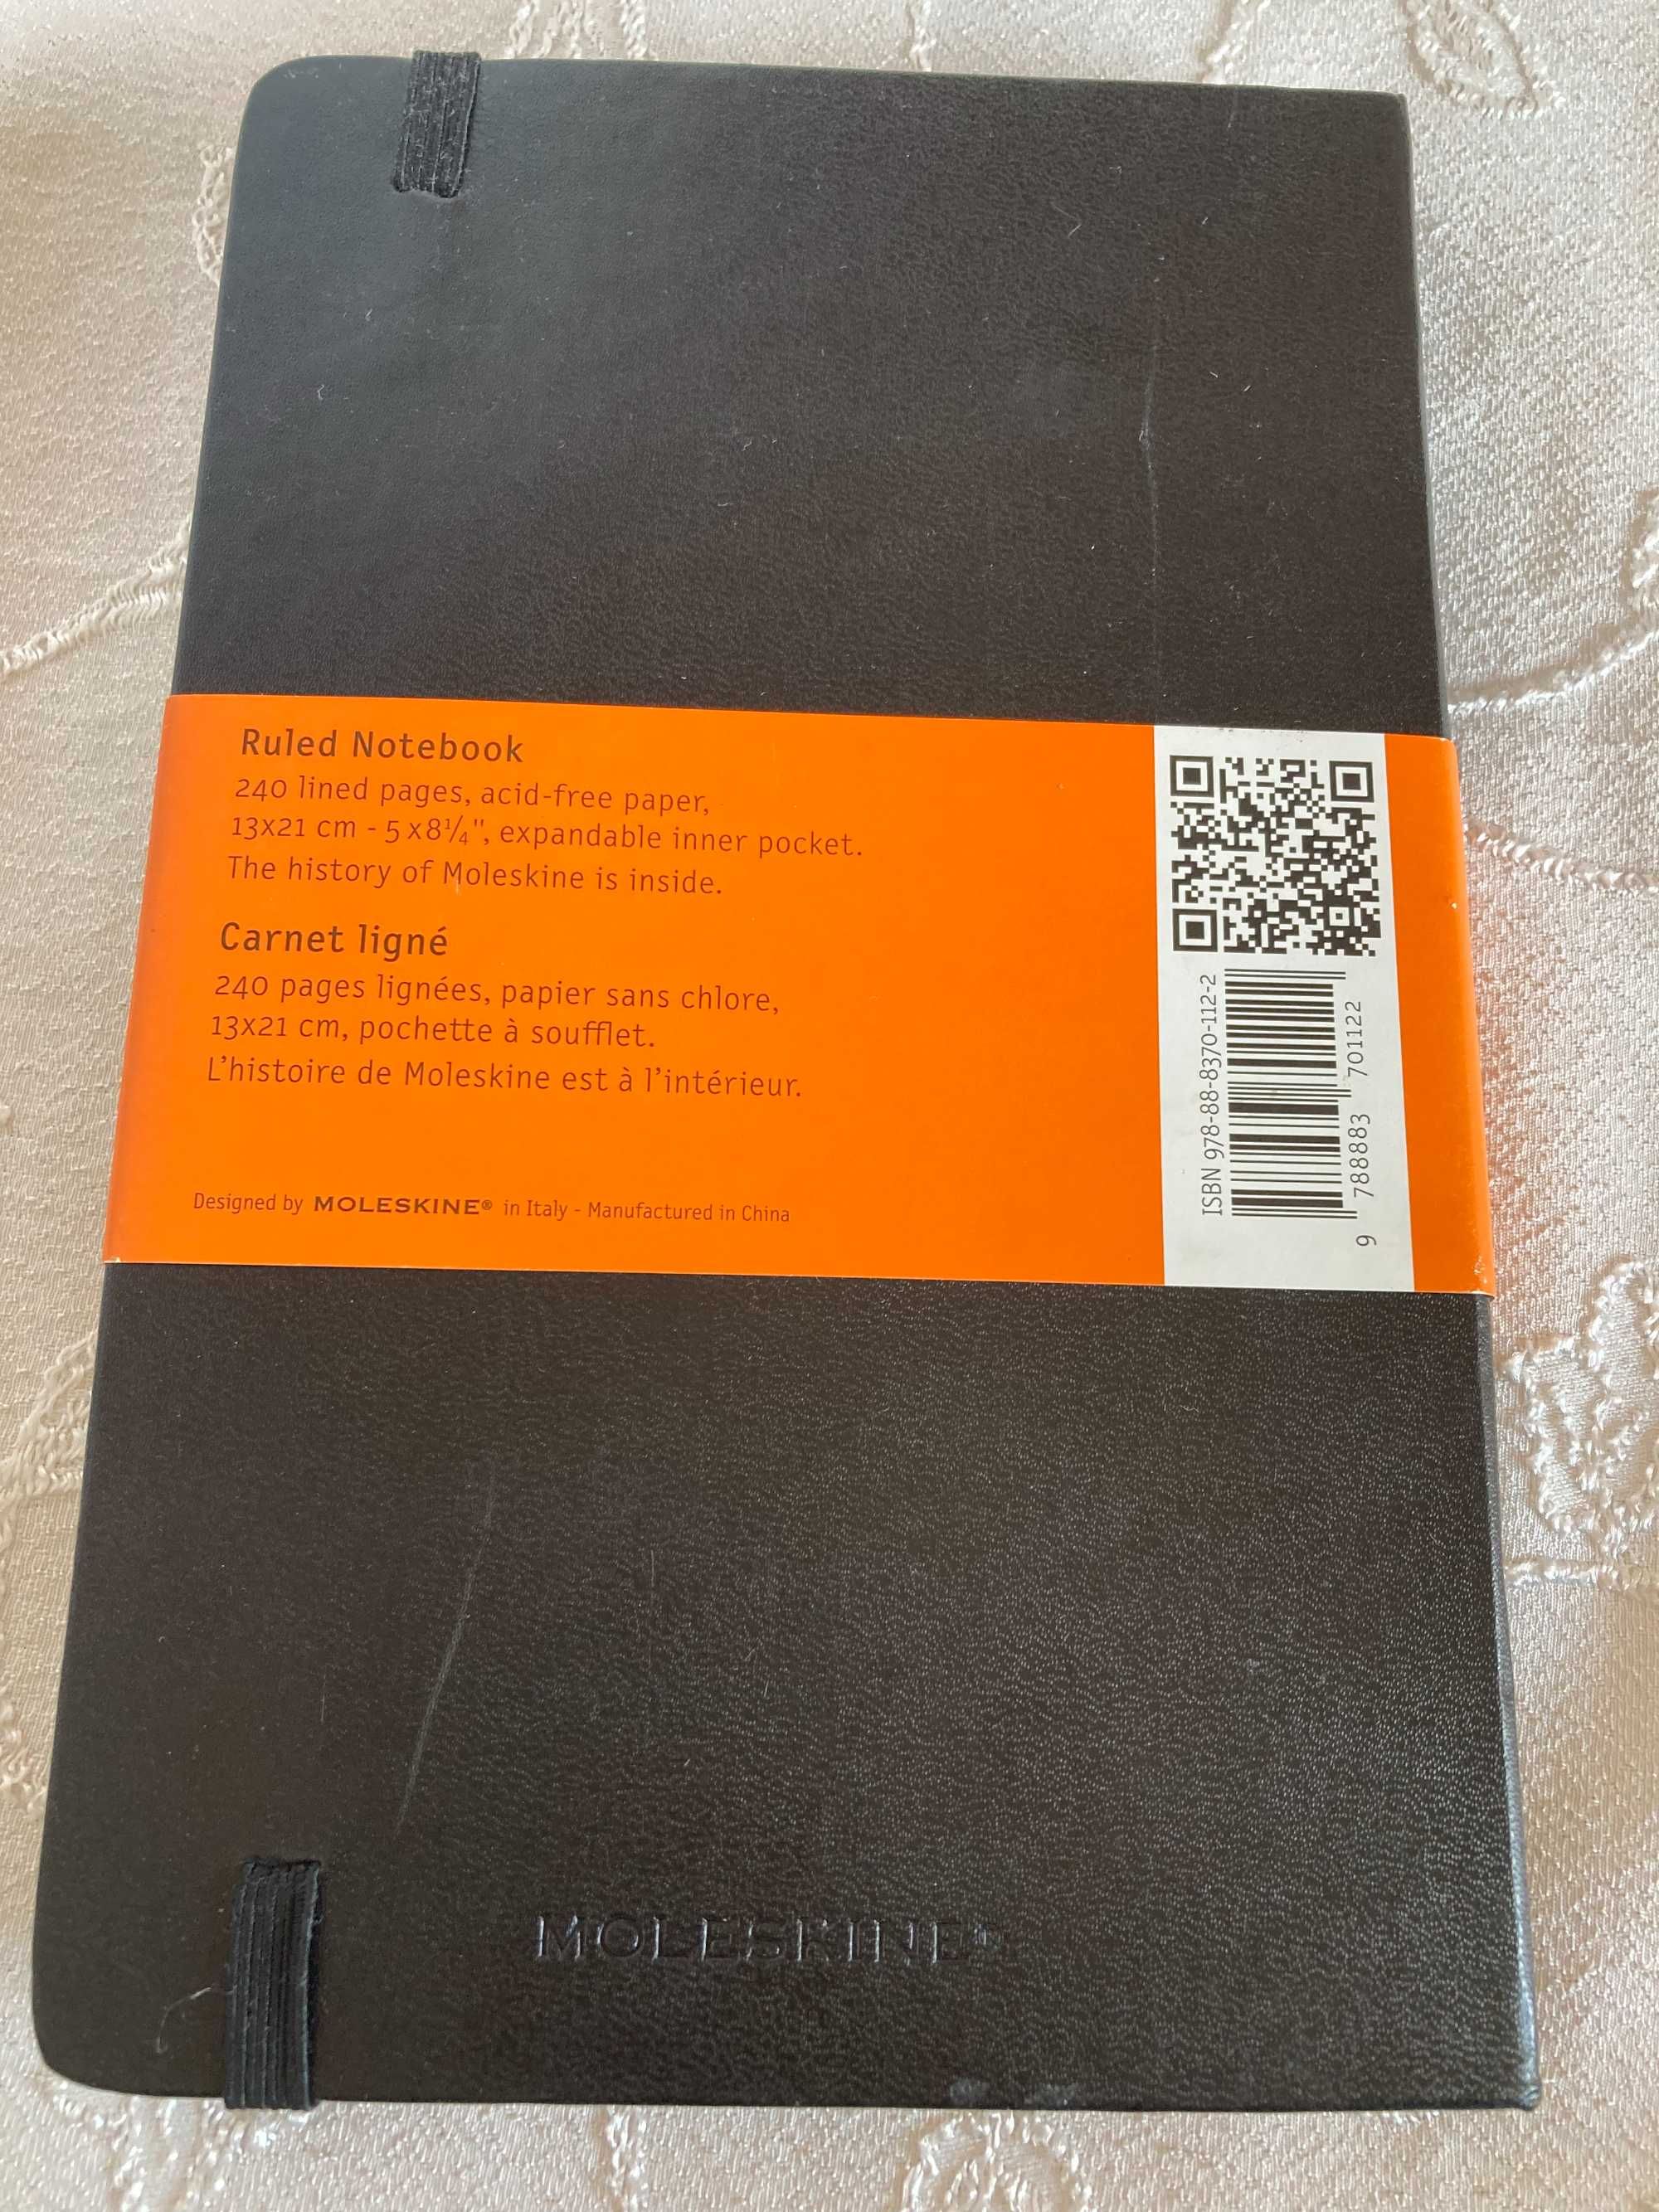 Ruled Notebook
240 lined pages, acid-free paper,
13x21 cm - 5 x 8¼", expandable inner pocket.
The history of Moleskine is inside.
Carnet ligné
240 pages lignées, papier sans chlore,
13x21 cm, pochette à soufflet.
L'histoire de Moleskine est à l'intérieur.
Designed by MOLESKINE® in Italy - Manufactured in China
ISBN 978-88-8370-112-2
9 788883 701122
MOLESKINE®